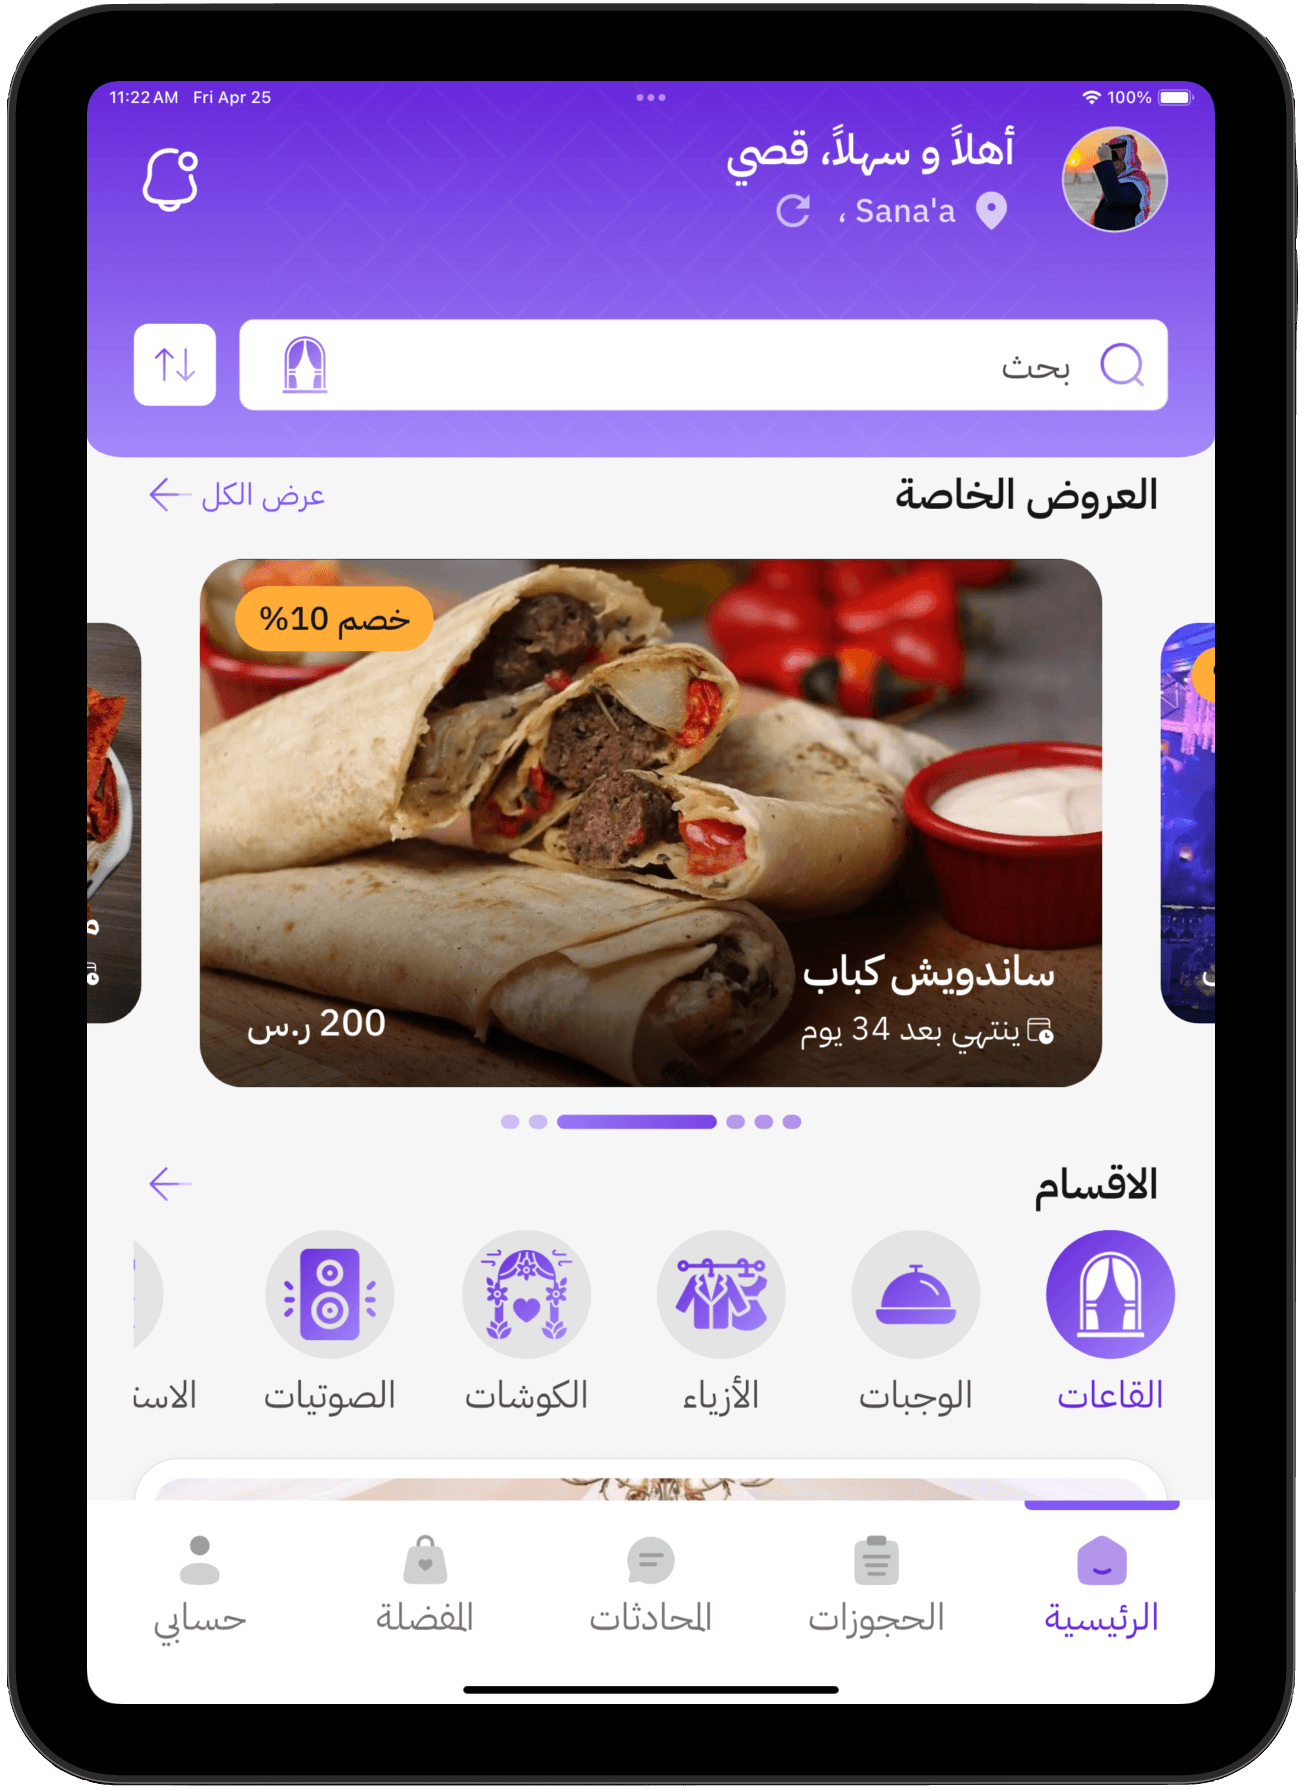 11:22 AM Fri Apr 25
100%
أهلاً و سهلاً، قصي
Sana'a ،
بحث
العروض الخاصة
عرض الكل
خصم 10%
ساندويش كباب
ينتهي بعد 34 يوم
200 ر.س
الاقسام
القاعات
الوجبات
الأزياء
الكوشات
الصوتيات
الرئيسية
الحجوزات
المحادثات
المفضلة
حسابي